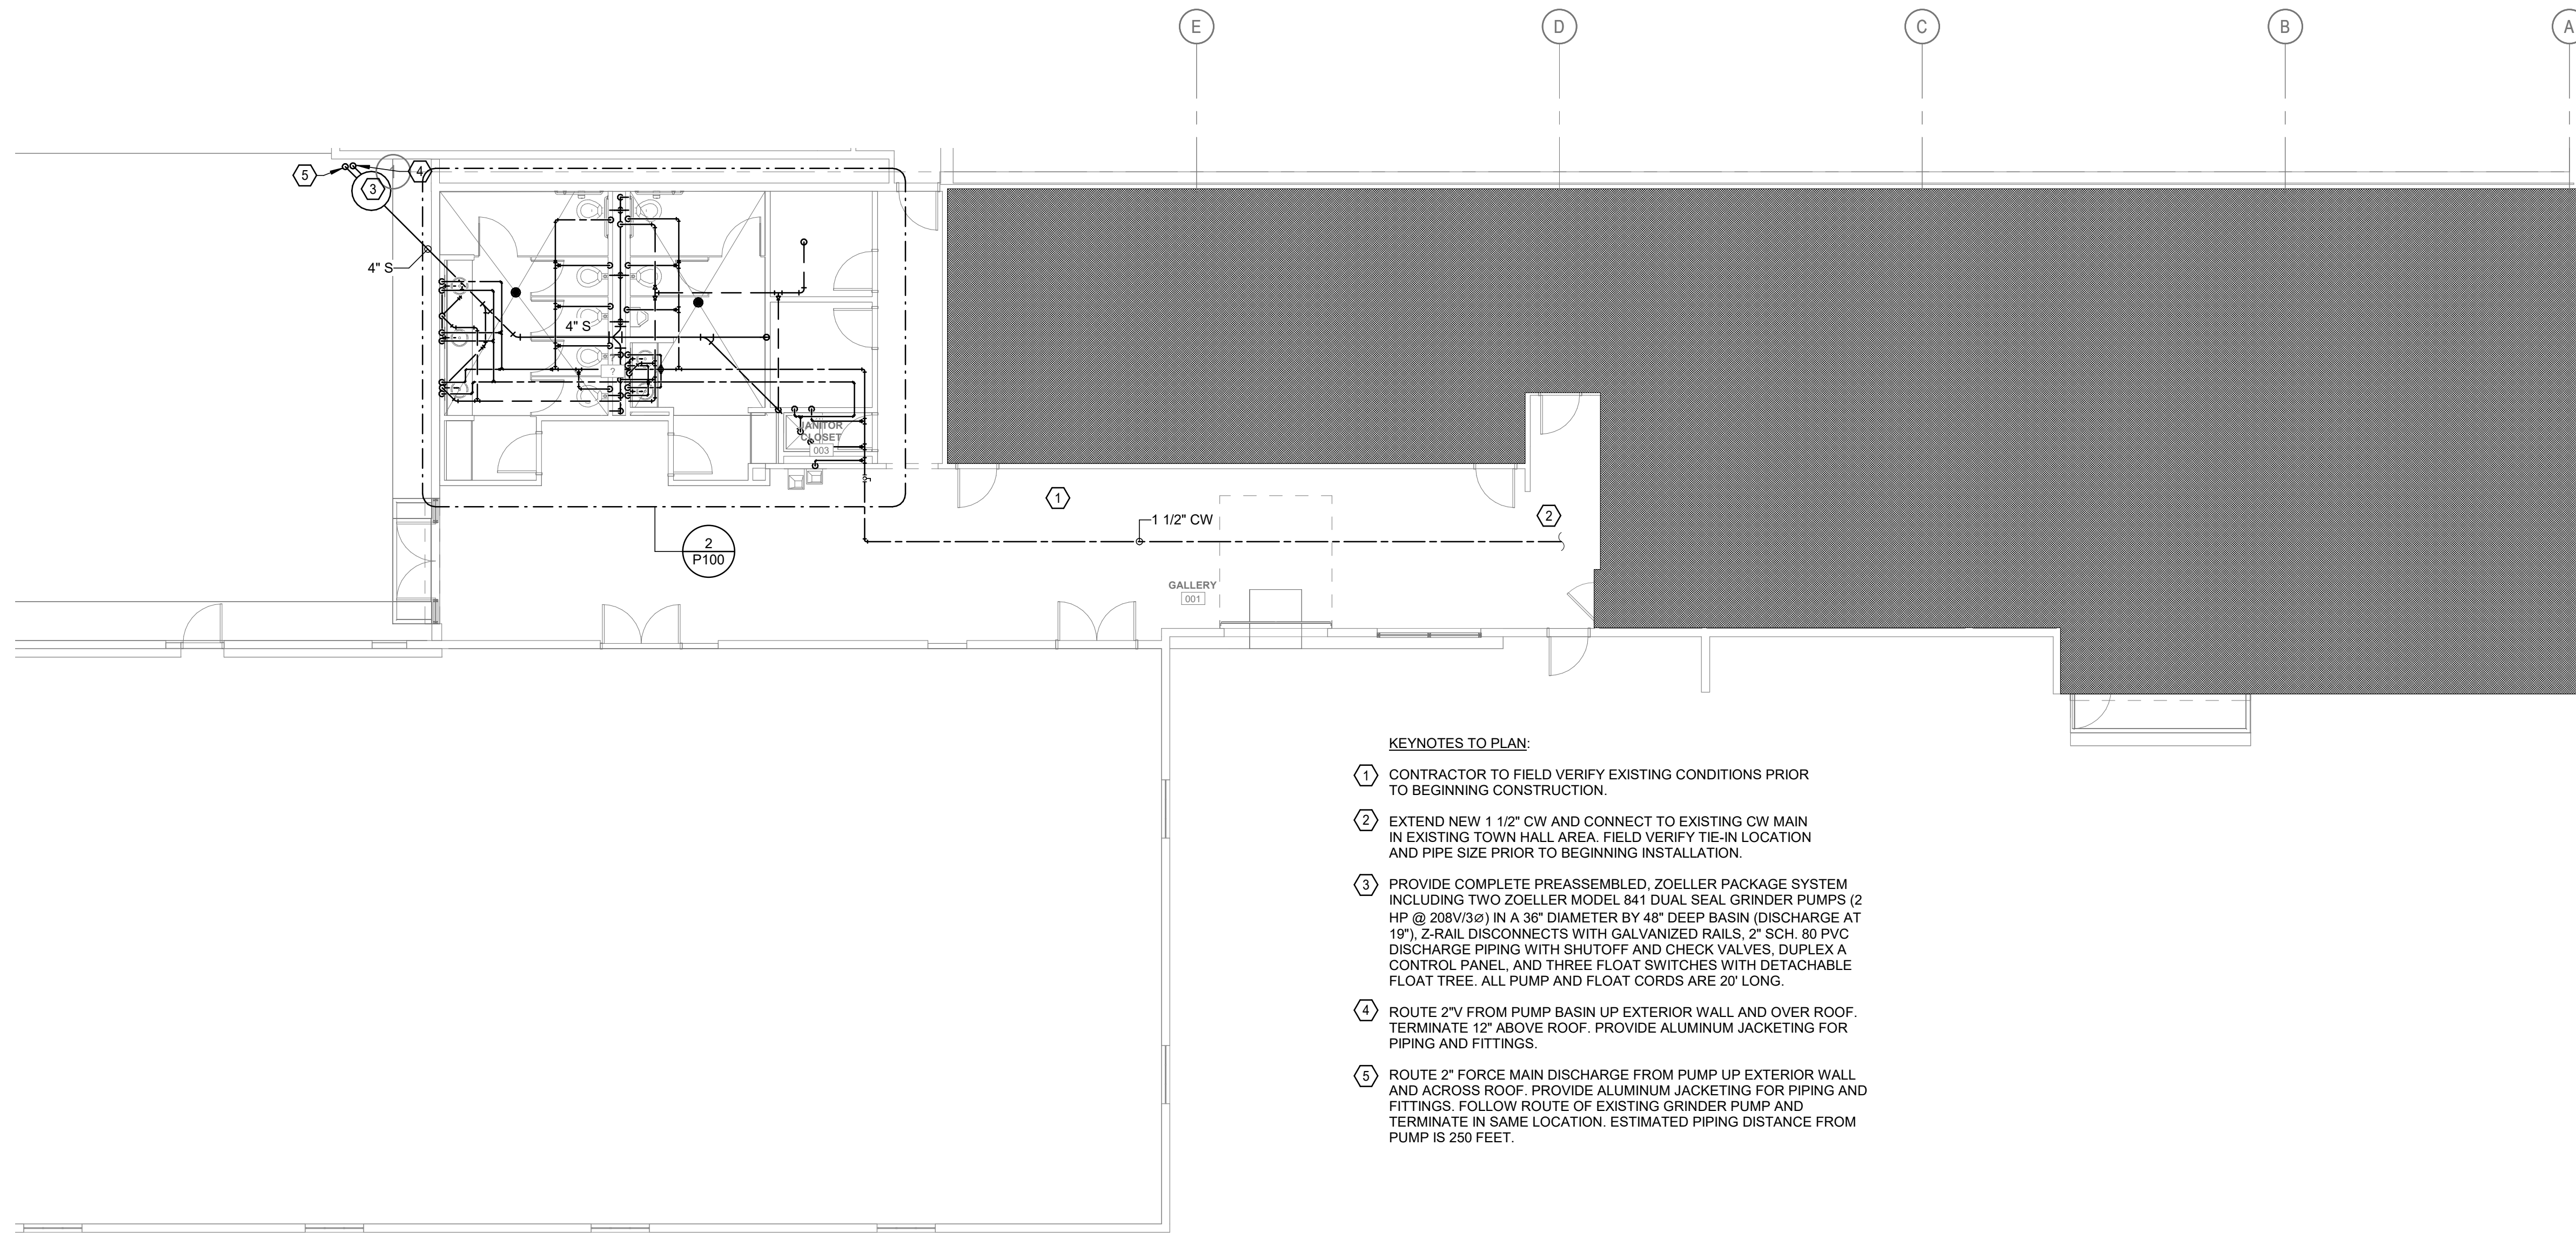 E
D
C
B
A
5
4
3
4" S
4" S
?
JANITOR
CLOSET
003
1
2
1 1/2" CW
2
P100
GALLERY
001
KEYNOTES TO PLAN:
1 CONTRACTOR TO FIELD VERIFY EXISTING CONDITIONS PRIOR
TO BEGINNING CONSTRUCTION.
2 EXTEND NEW 1 1/2" CW AND CONNECT TO EXISTING CW MAIN
IN EXISTING TOWN HALL AREA. FIELD VERIFY TIE-IN LOCATION
AND PIPE SIZE PRIOR TO BEGINNING INSTALLATION.
3 PROVIDE COMPLETE PREASSEMBLED, ZOELLER PACKAGE SYSTEM
INCLUDING TWO ZOELLER MODEL 841 DUAL SEAL GRINDER PUMPS (2
HP @ 208V/3∅) IN A 36" DIAMETER BY 48" DEEP BASIN (DISCHARGE AT
19"), Z-RAIL DISCONNECTS WITH GALVANIZED RAILS, 2" SCH. 80 PVC
DISCHARGE PIPING WITH SHUTOFF AND CHECK VALVES, DUPLEX A
CONTROL PANEL, AND THREE FLOAT SWITCHES WITH DETACHABLE
FLOAT TREE. ALL PUMP AND FLOAT CORDS ARE 20' LONG.
4 ROUTE 2"V FROM PUMP BASIN UP EXTERIOR WALL AND OVER ROOF.
TERMINATE 12" ABOVE ROOF. PROVIDE ALUMINUM JACKETING FOR
PIPING AND FITTINGS.
5 ROUTE 2" FORCE MAIN DISCHARGE FROM PUMP UP EXTERIOR WALL
AND ACROSS ROOF. PROVIDE ALUMINUM JACKETING FOR PIPING AND
FITTINGS. FOLLOW ROUTE OF EXISTING GRINDER PUMP AND
TERMINATE IN SAME LOCATION. ESTIMATED PIPING DISTANCE FROM
PUMP IS 250 FEET.